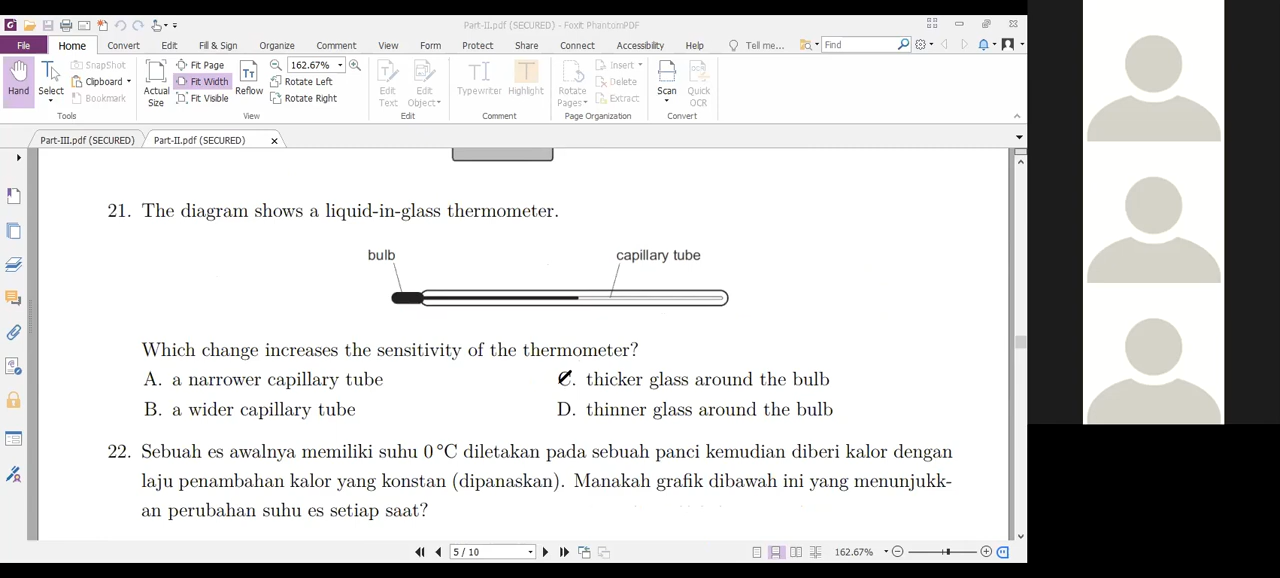 Part-II.pdf (SECURED) - Foxit PhantomPDF
File Home Convert Edit Fill & Sign Organize Comment View Form Protect Share Connect Accessibility Help Tell me... Find
Hand
Select
SnapShot
Clipboard
Bookmark
Tools
Actual Size
Fit Page
Fit Width
Fit Visible
Reflow
162.67%
Rotate Left
Rotate Right
View
Edit Text
Edit Object
Edit
Typewriter
Highlight
Comment
Rotate Pages
Insert
Delete
Extract
Page Organization
Scan
Quick OCR
Convert
Part-III.pdf (SECURED) Part-II.pdf (SECURED)
21. The diagram shows a liquid-in-glass thermometer.
bulb capillary tube
Which change increases the sensitivity of the thermometer?
A. a narrower capillary tube
B. a wider capillary tube
C. thicker glass around the bulb
D. thinner glass around the bulb
22. Sebuah es awalnya memiliki suhu 0 °C diletakan pada sebuah panci kemudian diberi kalor dengan
laju penambahan kalor yang konstan (dipanaskan). Manakah grafik dibawah ini yang menunjukk-
an perubahan suhu es setiap saat?
5 / 10 162.67%